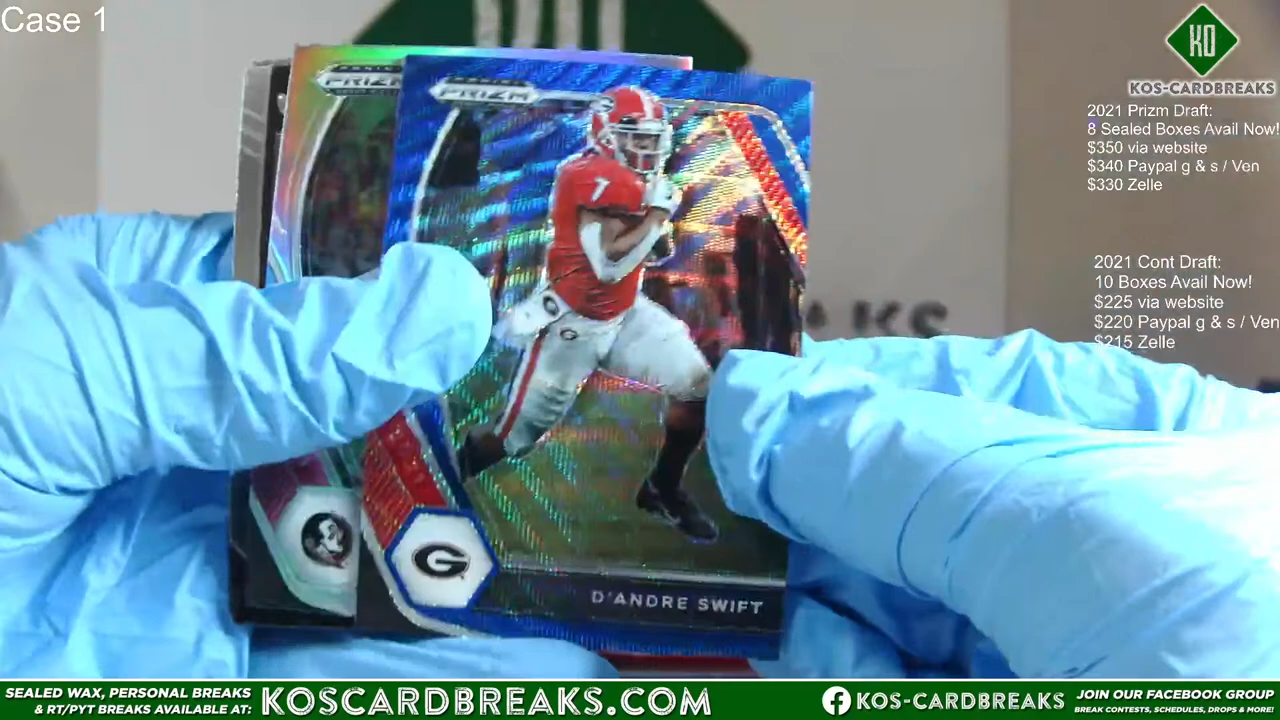 Case 1
KO
KOS-CARDBREAKS
2021 Prizm Draft:
8 Sealed Boxes Avail Now!
$350 via website
$340 Paypal g & s / Ven
$330 Zelle
2021 Cont Draft:
10 Boxes Avail Now!
$225 via website
$220 Paypal g & s / Ven
$215 Zelle
PRIZM
PANINI
PRIZM
1
G
G
G
D'ANDRE SWIFT
SEALED WAX, PERSONAL BREAKS
& RT/PYT BREAKS AVAILABLE AT:
KOSCARDBREAKS.COM
KOS-CARDBREAKS
JOIN OUR FACEBOOK GROUP
BREAK CONTESTS, SCHEDULES, DROPS & MORE!